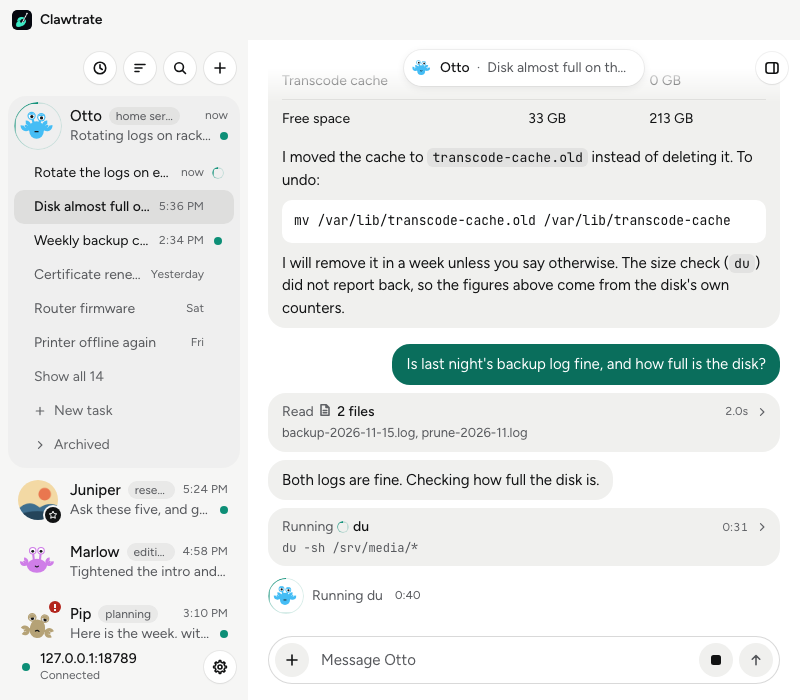 Clawtrate
Otto home ser... now
Rotating logs on rack...
Rotate the logs on e... now
Disk almost full o... 5:36 PM
Weekly backup c... 2:34 PM
Certificate rene... Yesterday
Router firmware Sat
Printer offline again Fri
Show all 14
+ New task
Archived
Juniper rese... 5:24 PM
Ask these five, and g...
Marlow editi... 4:58 PM
Tightened the intro and...
Pip planning 3:10 PM
Here is the week. wit...
127.0.0.1:18789
Connected
Otto · Disk almost full on th...
Transcode cache 0 GB
Free space 33 GB 213 GB
I moved the cache to transcode-cache.old instead of deleting it. To
undo:
mv /var/lib/transcode-cache.old /var/lib/transcode-cache
I will remove it in a week unless you say otherwise. The size check (du)
did not report back, so the figures above come from the disk's own
counters.
Is last night's backup log fine, and how full is the disk?
Read 2 files 2.0s
backup-2026-11-15.log, prune-2026-11.log
Both logs are fine. Checking how full the disk is.
Running du 0:31
du -sh /srv/media/*
Running du 0:40
Message Otto